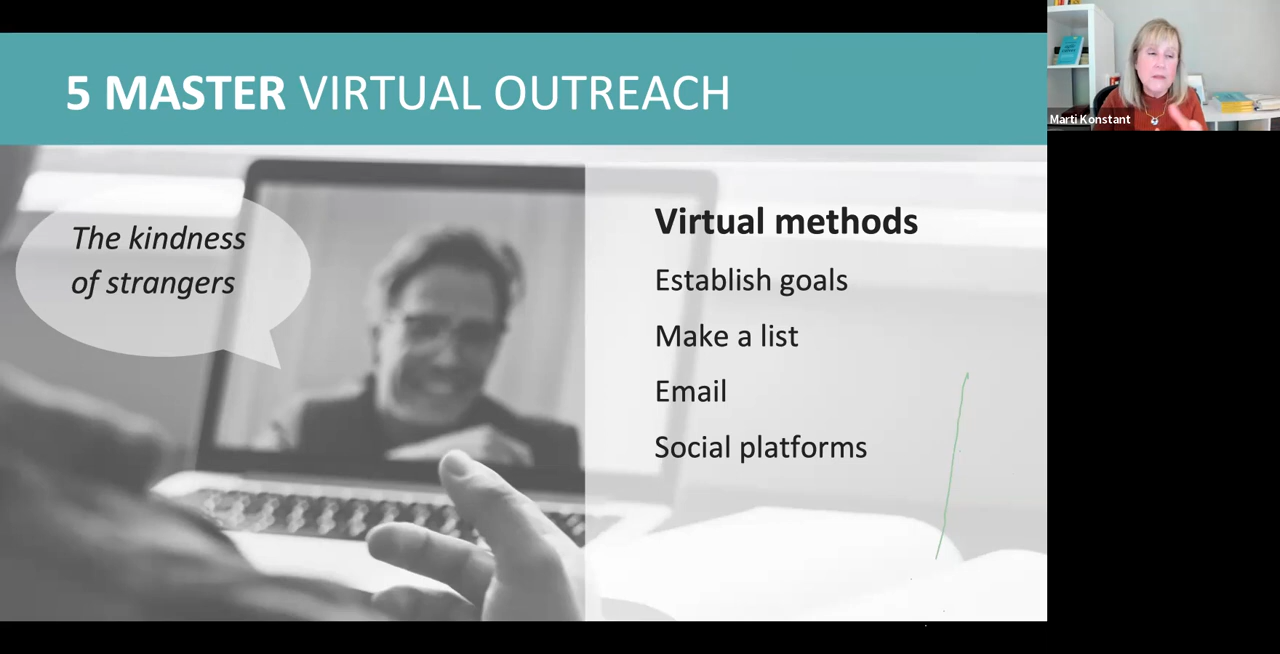 5 MASTER VIRTUAL OUTREACH
The kindness
of strangers
Virtual methods
Establish goals
Make a list
Email
Social platforms
Marti Konstant